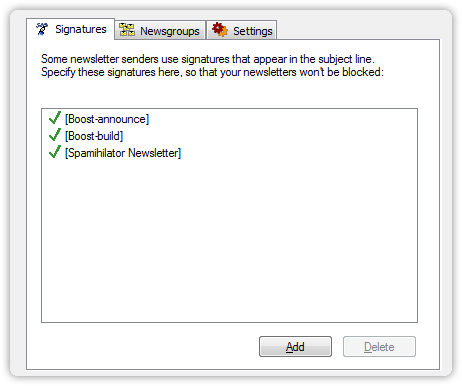 Signatures
Newsgroups
Settings
Some newsletter senders use signatures that appear in the subject line.
Specify these signatures here, so that your newsletters won't be blocked:
[Boost-announce]
[Boost-build]
[Spamihilator Newsletter]
Add
Delete